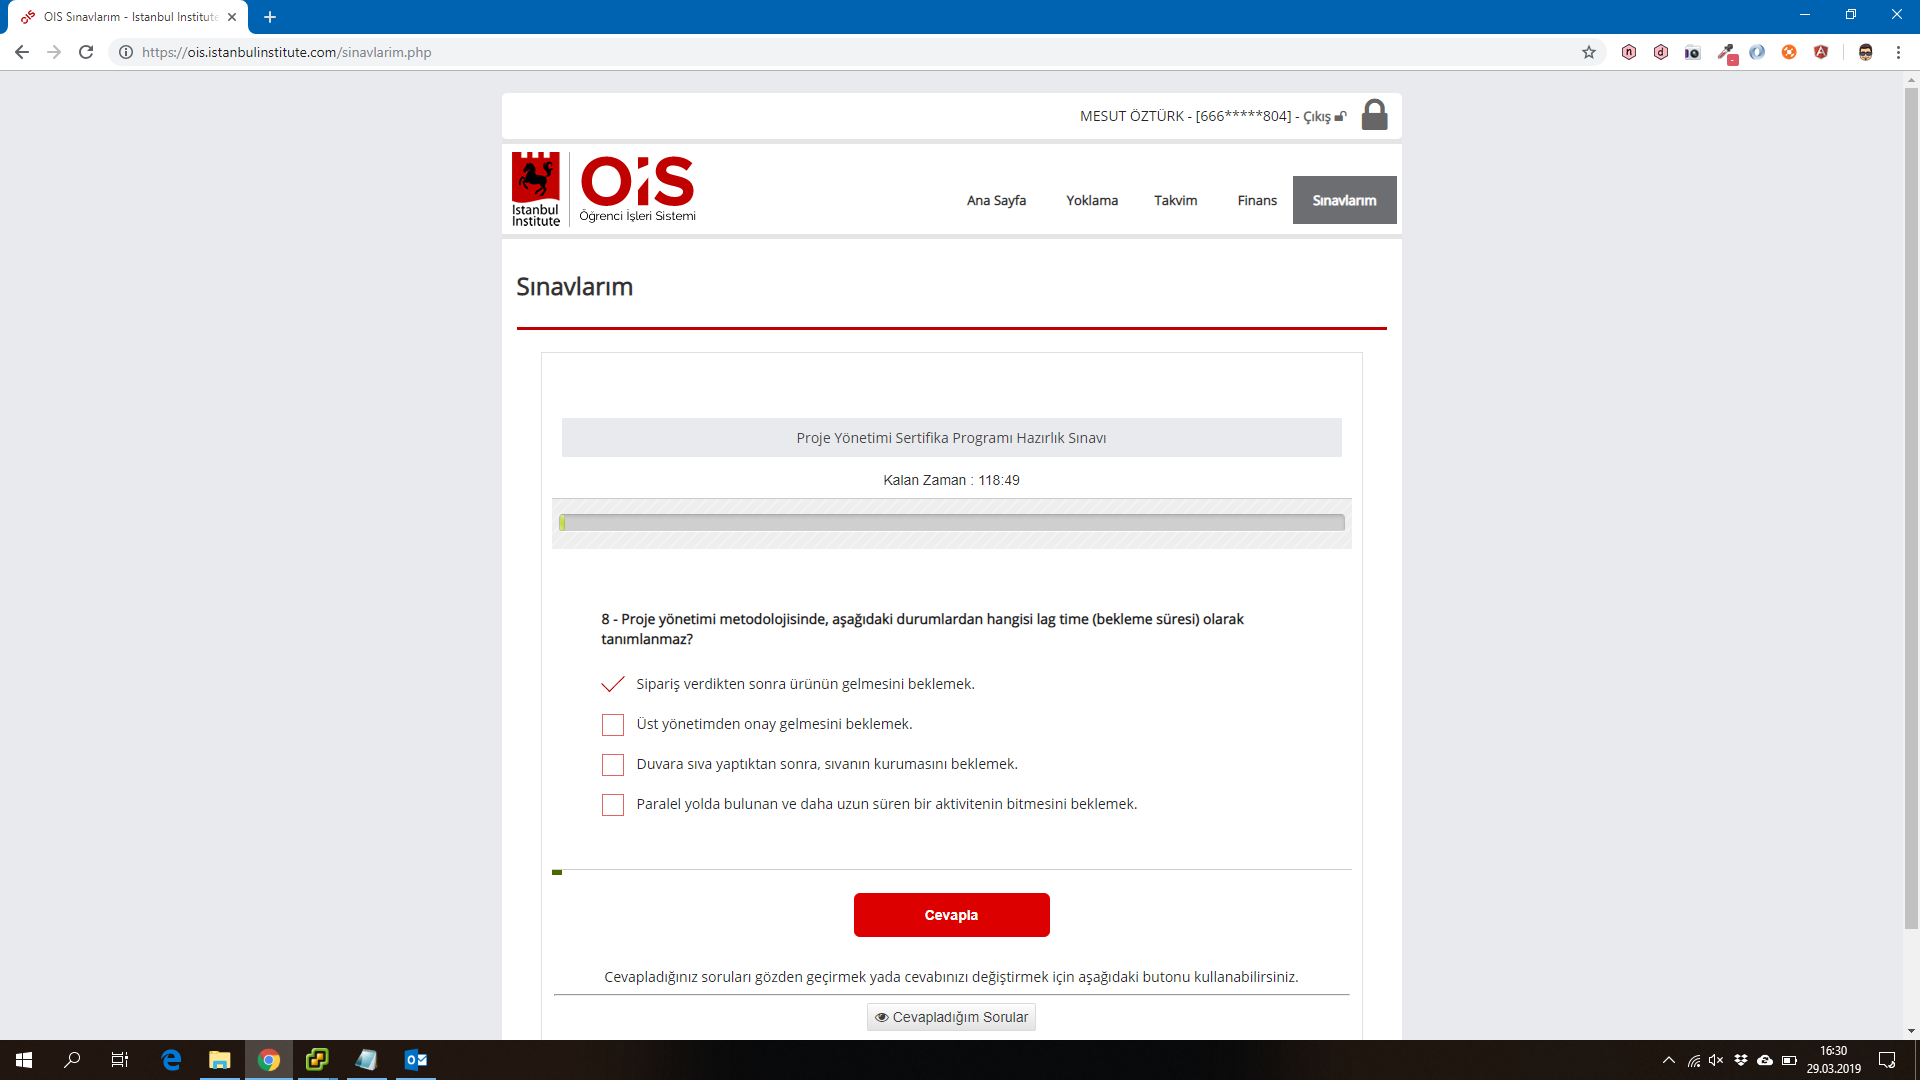 OIS Sınavlarım - Istanbul Institute
https://ois.istanbulinstitute.com/sinavlarim.php
MESUT ÖZTÜRK - [666*****804] - Çıkış
Istanbul
Institute
OİS
Öğrenci İşleri Sistemi
Ana Sayfa
Yoklama
Takvim
Finans
Sınavlarım
Sınavlarım
Proje Yönetimi Sertifika Programı Hazırlık Sınavı
Kalan Zaman : 118:49
8 - Proje yönetimi metodolojisinde, aşağıdaki durumlardan hangisi lag time (bekleme süresi) olarak
tanımlanmaz?
Sipariş verdikten sonra ürünün gelmesini beklemek.
Üst yönetimden onay gelmesini beklemek.
Duvara sıva yaptıktan sonra, sıvanın kurumasını beklemek.
Paralel yolda bulunan ve daha uzun süren bir aktivitenin bitmesini beklemek.
Cevapla
Cevapladığınız soruları gözden geçirmek yada cevabınızı değiştirmek için aşağıdaki butonu kullanabilirsiniz.
Cevapladığım Sorular
16:30
29.03.2019